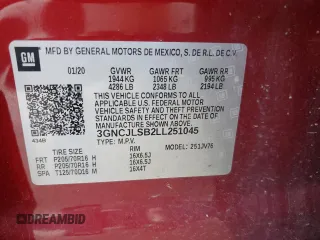 GM
MFD BY GENERAL MOTORS DE MEXICO, S. DE R.L. DE C.V.
01/20 GVWR GAWR FRT GAWR RR
1944 KG 1065 KG 995 KG
4286 LB 2348 LB 2194 LB
THIS VEHICLE CONFORMS TO ALL
APPLICABLE U.S. FEDERAL MOTOR
VEHICLE SAFETY, BUMPER, AND
THEFT PREVENTION STANDARDS IN
EFFECT ON THE DATE OF
MANUFACTURE SHOWN ABOVE.
3GNCJLSB2LL251045
TYPE: M.P.V. MODEL:
TIRE SIZE RIM
FRT P205/70R16 H 16X6.5J
RR P205/70R16 H 16X6.5J
SPA T125/70D16 M 16X4T